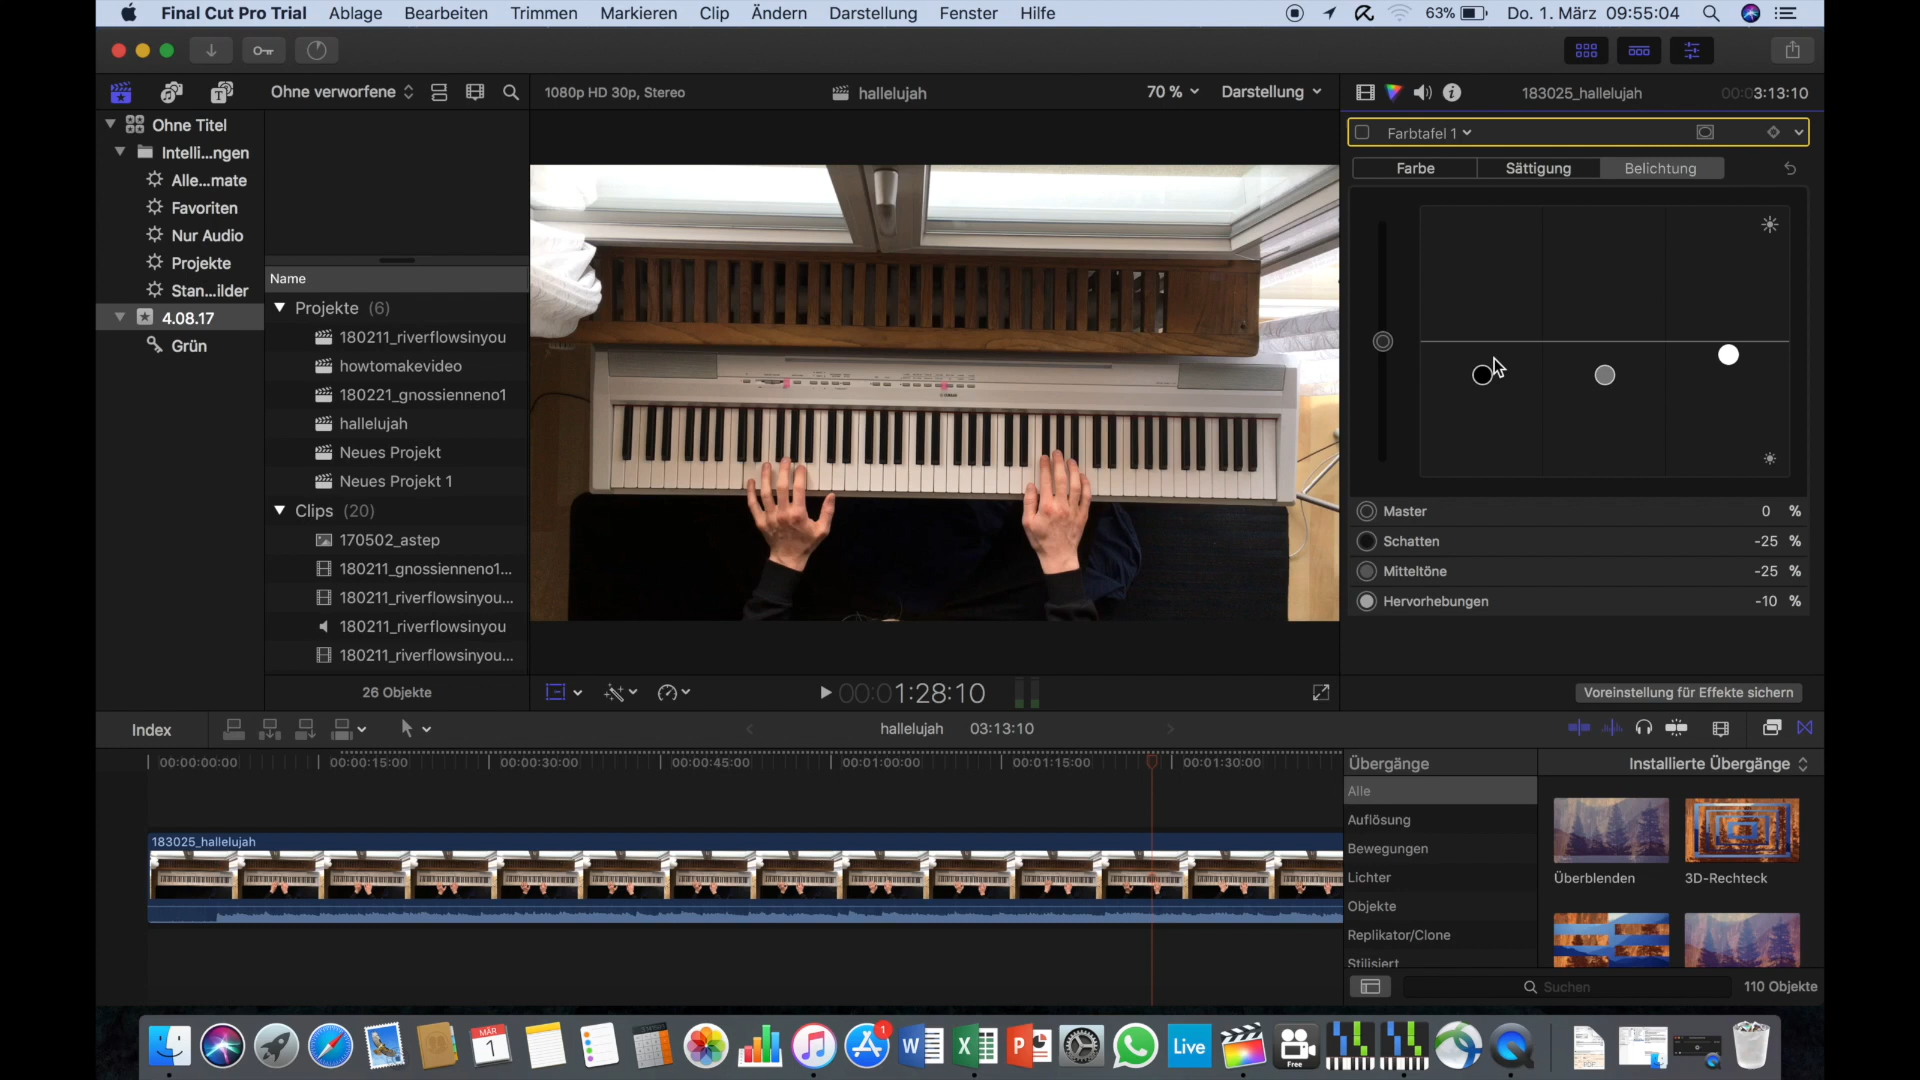 Final Cut Pro Trial Ablage Bearbeiten Trimmen Markieren Clip Ändern Darstellung Fenster Hilfe 63% Do. 1. März 09:55:04
Ohne verworfene 1080p HD 30p, Stereo hallelujah 70 % Darstellung 183025_hallelujah 00:03:13:10
Ohne Titel
Intelli...ngen
Alle...mate
Favoriten
Nur Audio
Projekte
Stan...ilder
4.08.17
Grün
Name
Projekte (6)
180211_riverflowsinyou
howtomakevideo
180221_gnossienneno1
hallelujah
Neues Projekt
Neues Projekt 1
Clips (20)
170502_astep
180211_gnossienneno1...
180211_riverflowsinyou...
180211_riverflowsinyou
180211_riverflowsinyou...
26 Objekte
00:01:28:10
Farbtafel 1
Farbe Sättigung Belichtung
Master 0 %
Schatten -25 %
Mitteltöne -25 %
Hervorhebungen -10 %
Voreinstellung für Effekte sichern
Index hallelujah 03:13:10
00:00:00:00 00:00:15:00 00:00:30:00 00:00:45:00 00:01:00:00 00:01:15:00 00:01:30:00
183025_hallelujah
Übergänge Installierte Übergänge
Alle
Auflösung
Bewegungen
Lichter
Objekte
Replikator/Clone
Stilisiert
Überblenden 3D-Rechteck
Suchen 110 Objekte
MÄR
1
1
W
X
P
Live
Free